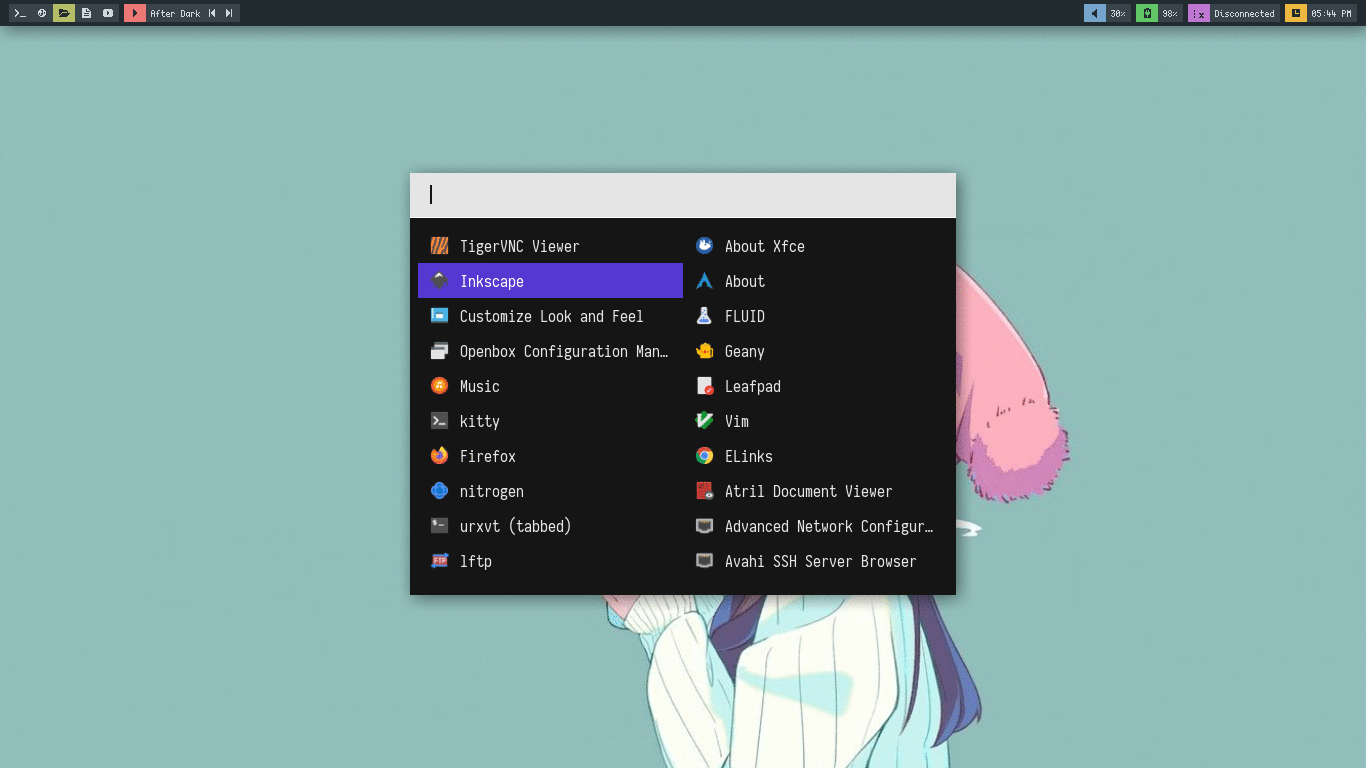 After Dark
30%
98%
Disconnected
05:44 PM
TigerVNC Viewer
Inkscape
Customize Look and Feel
Openbox Configuration Man…
Music
kitty
Firefox
nitrogen
urxvt (tabbed)
lftp
About Xfce
About
FLUID
Geany
Leafpad
Vim
ELinks
Atril Document Viewer
Advanced Network Configur…
Avahi SSH Server Browser